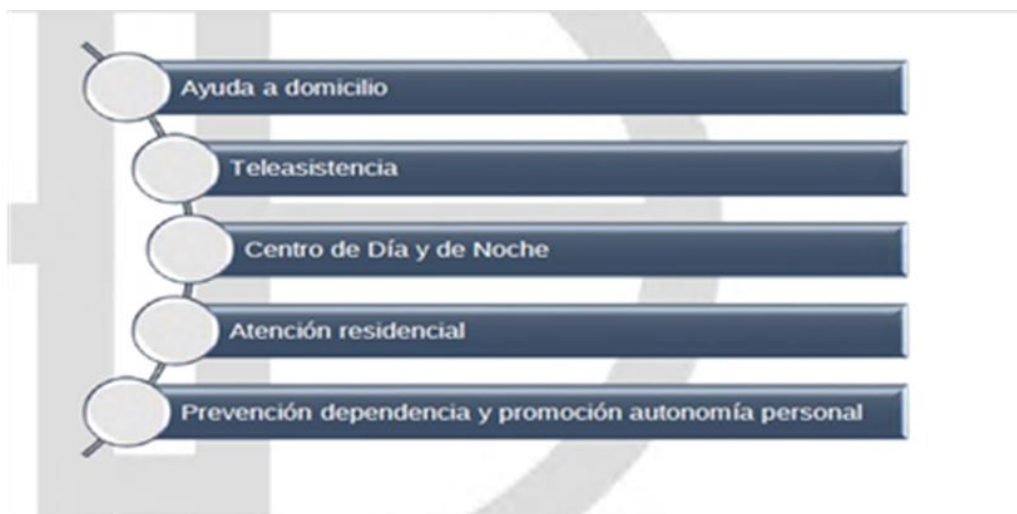 Ayuda a domicilio
Teleasistencia
Centro de Día y de Noche
Atención residencial
Prevención dependencia y promoción autonomía personal